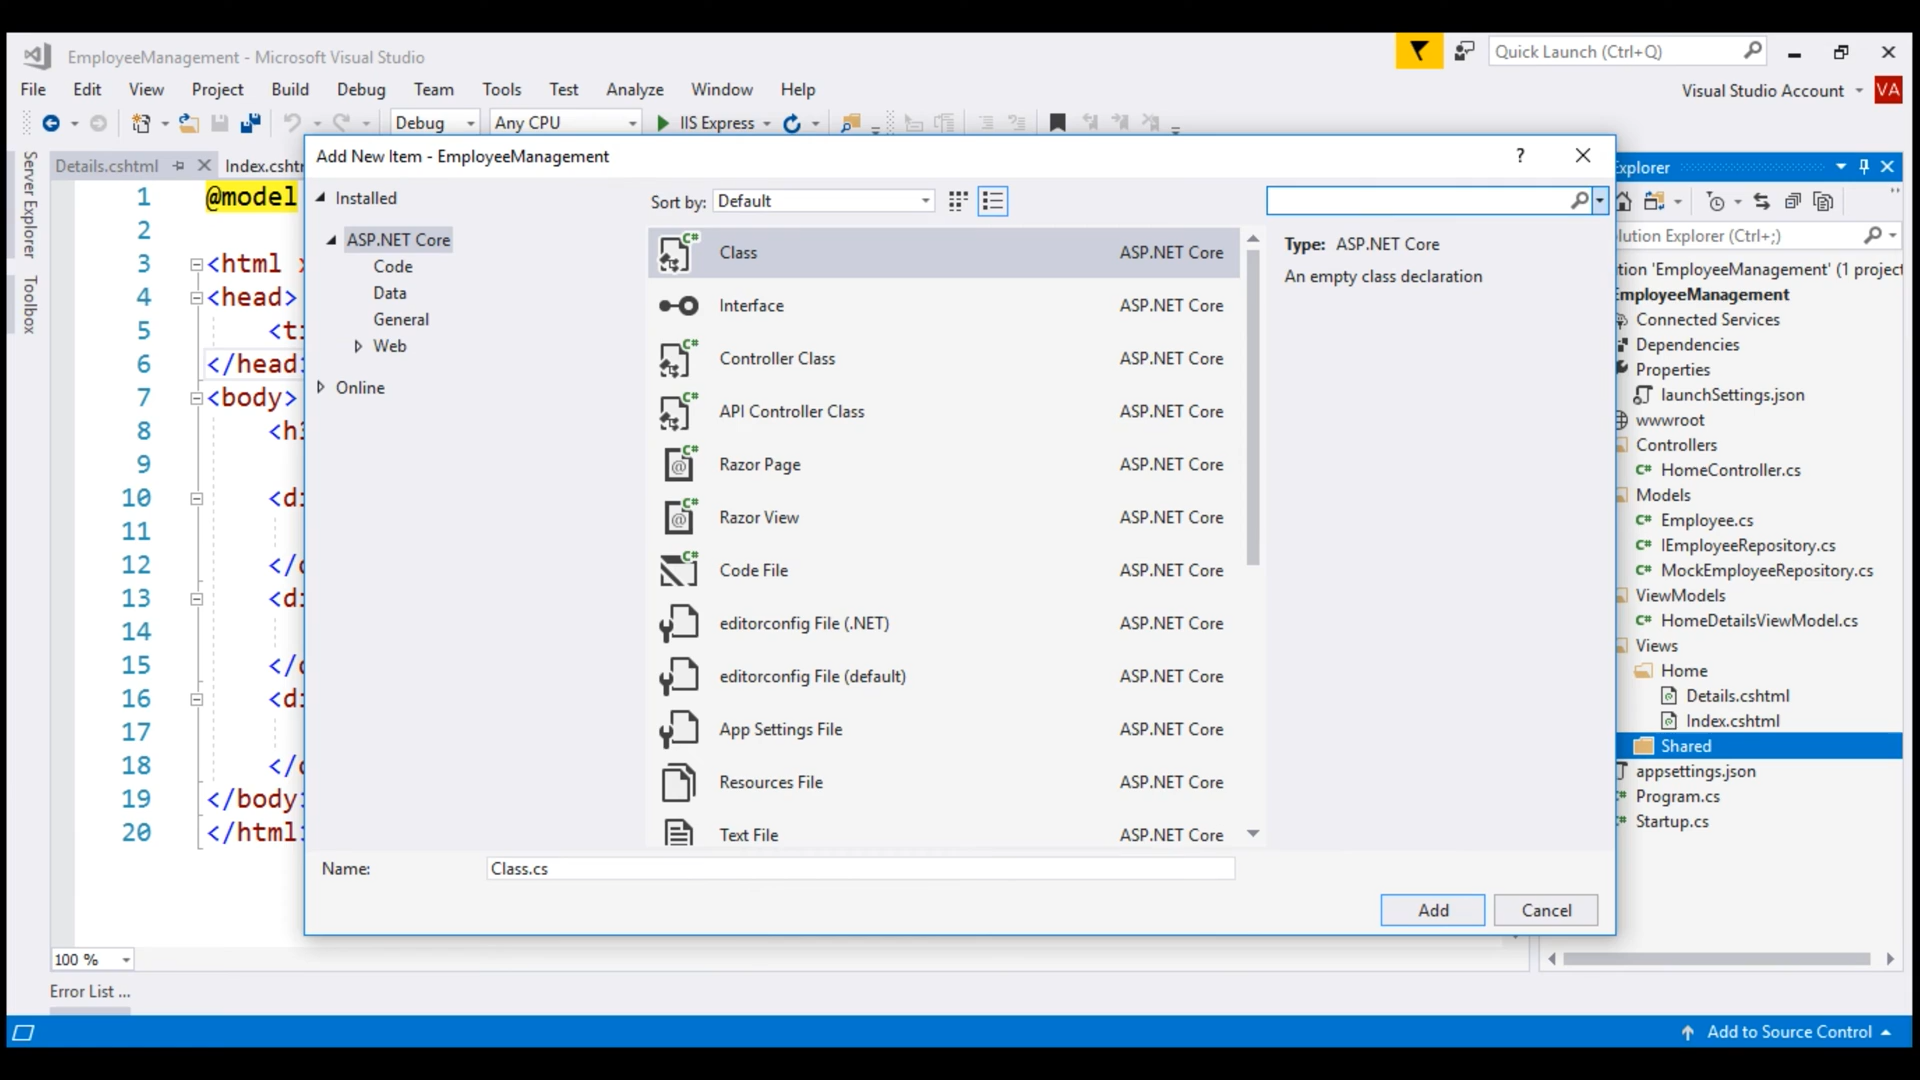 EmployeeManagement - Microsoft Visual Studio
Quick Launch (Ctrl+Q)
File Edit View Project Build Debug Team Tools Test Analyze Window Help
Visual Studio Account VA
Debug Any CPU IIS Express
Server Explorer
Toolbox
Details.cshtml Index.csht
1 @model
2
3 <html
4 <head>
5 <ti
6 </head
7 <body>
8 <h
9
10 <di
11
12 </
13 <di
14
15 </
16 <di
17
18 </
19 </body
20 </html
100 %
Error List ...
Add New Item - EmployeeManagement
?
Installed
ASP.NET Core
Code
Data
General
Web
Online
Sort by: Default
Class ASP.NET Core
Interface ASP.NET Core
Controller Class ASP.NET Core
API Controller Class ASP.NET Core
Razor Page ASP.NET Core
Razor View ASP.NET Core
Code File ASP.NET Core
editorconfig File (.NET) ASP.NET Core
editorconfig File (default) ASP.NET Core
App Settings File ASP.NET Core
Resources File ASP.NET Core
Text File ASP.NET Core
Type: ASP.NET Core
An empty class declaration
Name: Class.cs
Add Cancel
Explorer
lution Explorer (Ctrl+;)
tion 'EmployeeManagement' (1 project
mployeeManagement
Connected Services
Dependencies
Properties
launchSettings.json
wwwroot
Controllers
C# HomeController.cs
Models
C# Employee.cs
C# IEmployeeRepository.cs
C# MockEmployeeRepository.cs
ViewModels
C# HomeDetailsViewModel.cs
Views
Home
Details.cshtml
Index.cshtml
Shared
appsettings.json
Program.cs
Startup.cs
Add to Source Control